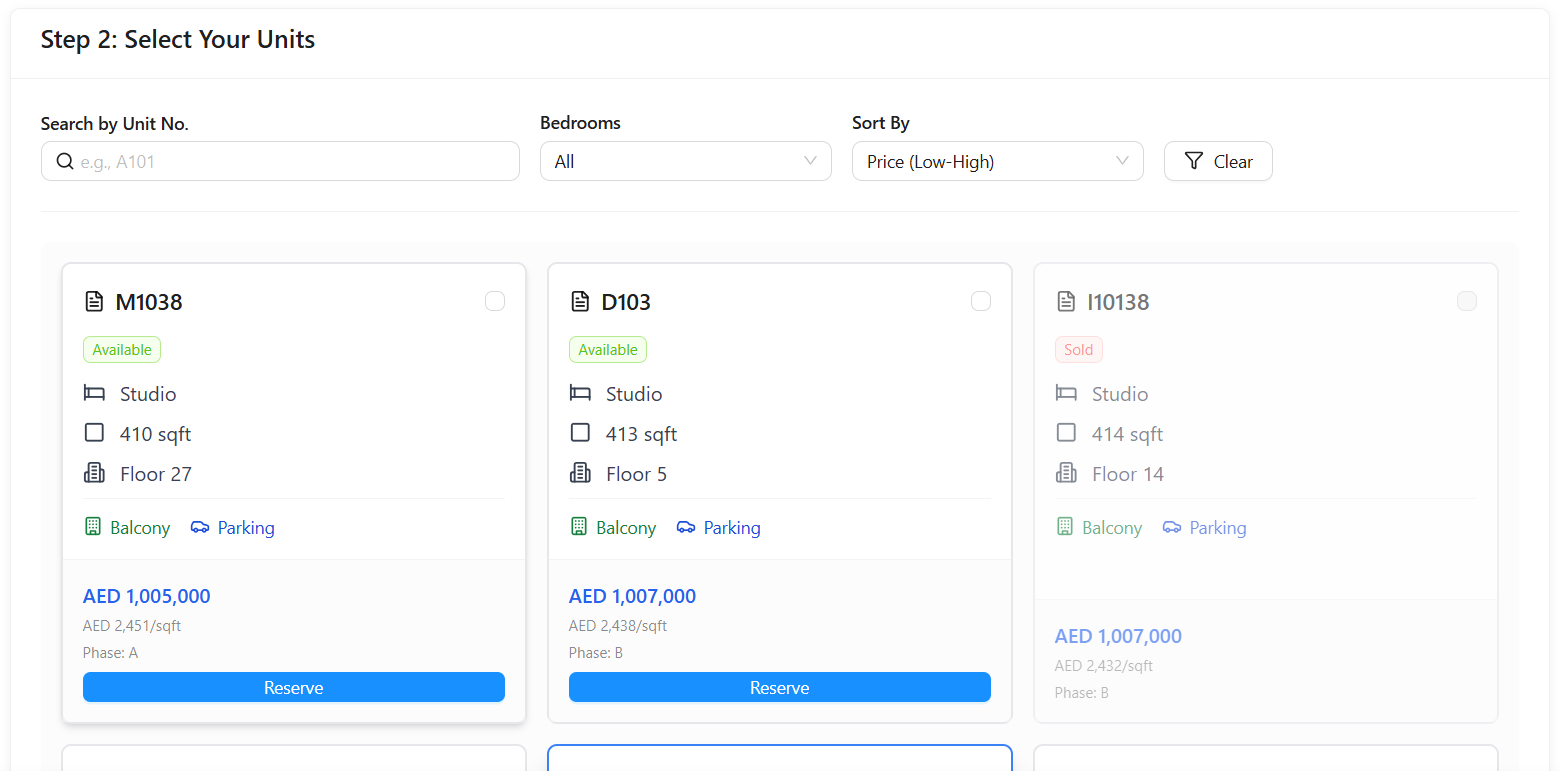 Step 2: Select Your Units
Search by Unit No.
e.g., A101
Bedrooms
All
Sort By
Price (Low-High)
Clear
M1038
Available
Studio
410 sqft
Floor 27
Balcony Parking
AED 1,005,000
AED 2,451/sqft
Phase: A
Reserve
D103
Available
Studio
413 sqft
Floor 5
Balcony Parking
AED 1,007,000
AED 2,438/sqft
Phase: B
Reserve
I10138
Sold
Studio
414 sqft
Floor 14
Balcony Parking
AED 1,007,000
AED 2,432/sqft
Phase: B